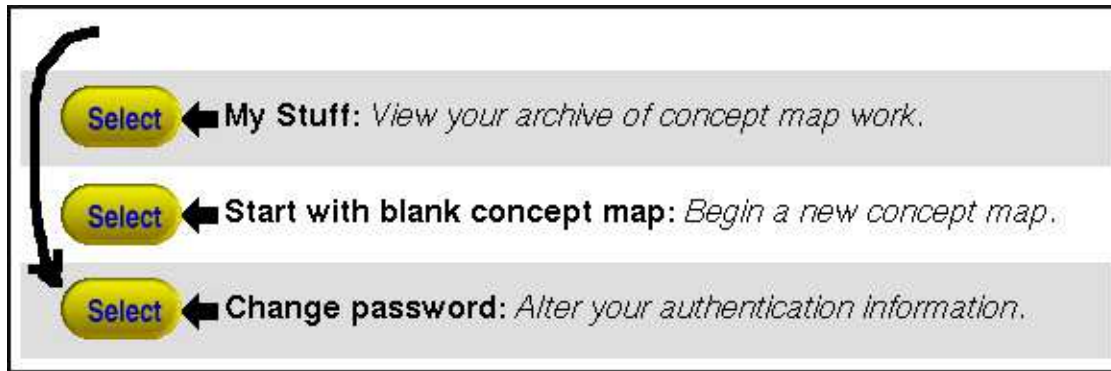 Select My Stuff: View your archive of concept map work.
Select Start with blank concept map: Begin a new concept map.
Select Change password: Alter your authentication information.